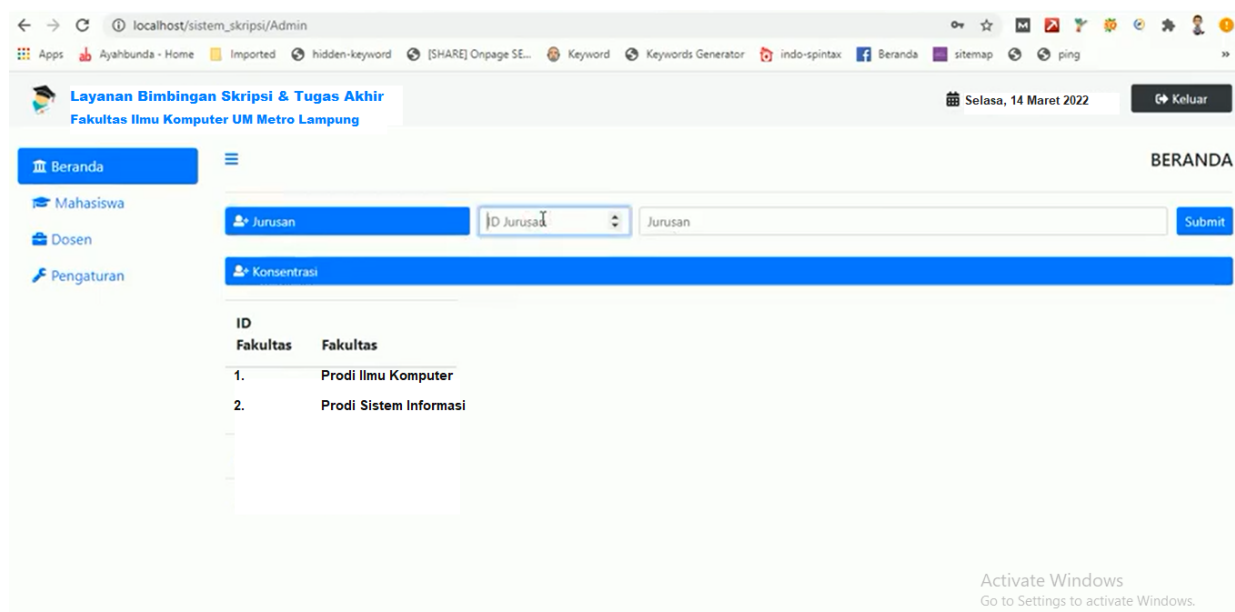 localhost/sistem_skripsi/Admin
Apps Ayahbunda - Home Imported hidden-keyword [SHARE] Onpage SE... Keyword Keywords Generator indo-spintax Beranda sitemap ping »
Layanan Bimbingan Skripsi & Tugas Akhir
Fakultas Ilmu Komputer UM Metro Lampung
Selasa, 14 Maret 2022
Keluar
Beranda
Mahasiswa
Dosen
Pengaturan
BERANDA
Jurusan ID Jurusan Jurusan Submit
Konsentrasi
ID
Fakultas Fakultas
1. Prodi Ilmu Komputer
2. Prodi Sistem Informasi
Activate Windows
Go to Settings to activate Windows.